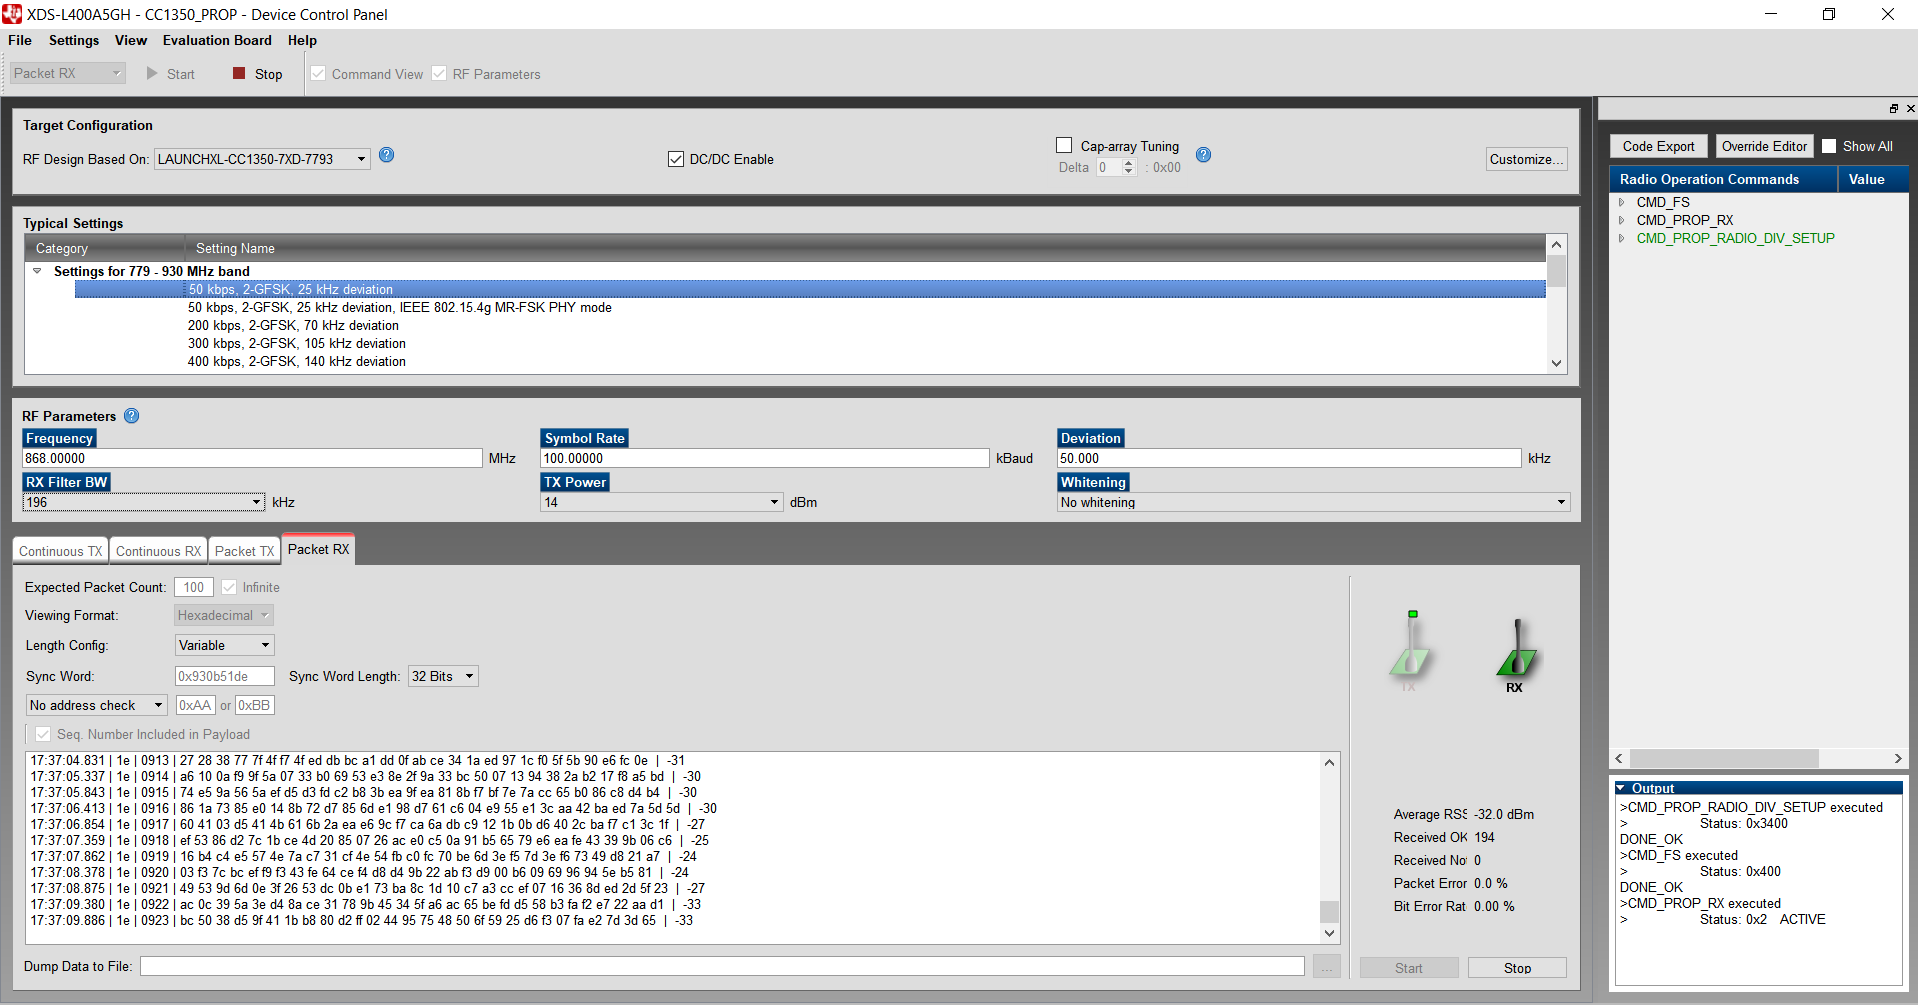 XDS-L400A5GH - CC1350_PROP - Device Control Panel
File Settings View Evaluation Board Help
Packet RX Start Stop Command View RF Parameters
Target Configuration
RF Design Based On: LAUNCHXL-CC1350-7XD-7793
DC/DC Enable
Cap-array Tuning
Delta 0 : 0x00
Customize...
Typical Settings
Category Setting Name
Settings for 779 - 930 MHz band
50 kbps, 2-GFSK, 25 kHz deviation
50 kbps, 2-GFSK, 25 kHz deviation, IEEE 802.15.4g MR-FSK PHY mode
200 kbps, 2-GFSK, 70 kHz deviation
300 kbps, 2-GFSK, 105 kHz deviation
400 kbps, 2-GFSK, 140 kHz deviation
RF Parameters
Frequency Symbol Rate Deviation
868.00000 MHz 100.00000 kBaud 50.000 kHz
RX Filter BW TX Power Whitening
196 kHz 14 dBm No whitening
Continuous TX Continuous RX Packet TX Packet RX
Expected Packet Count: 100 Infinite
Viewing Format: Hexadecimal
Length Config: Variable
Sync Word: 0x930b51de Sync Word Length: 32 Bits
No address check 0xAA or 0xBB
Seq. Number Included in Payload
17:37:04.831 | 1e | 0913 | 27 28 38 77 7f 4f f7 4f ed db bc a1 dd 0f ab ce 34 1a ed 97 1c f0 5f 5b 90 e6 fc 0e | -31
17:37:05.337 | 1e | 0914 | a6 10 0a f9 9f 5a 07 33 b0 69 53 e3 8e 2f 9a 33 bc 50 07 13 94 38 2a b2 17 f8 a5 bd | -30
17:37:05.843 | 1e | 0915 | 74 e5 9a 56 5a ef d5 d3 fd c2 b8 3b ea 9f ea 81 8b f7 bf 7e 7a cc 65 b0 86 c8 d4 b4 | -30
17:37:06.413 | 1e | 0916 | 86 1a 73 85 e0 14 8b 72 d7 85 6d e1 98 d7 61 c6 04 e9 55 e1 3c aa 42 ba ed 7a 5d 5d | -30
17:37:06.854 | 1e | 0917 | 60 41 03 d5 41 4b 61 6b 2a ea e6 9c f7 ca 6a db c9 12 1b 0b d6 40 2c ba f7 c1 3c 1f | -27
17:37:07.359 | 1e | 0918 | ef 53 86 d2 7c 1b ce 4d 20 85 07 26 ac e0 c5 0a 91 b5 65 79 e6 ea fe 43 39 9b 06 c6 | -25
17:37:07.862 | 1e | 0919 | 16 b4 c4 e5 57 4e 7a c7 31 cf 4e 54 fb c0 fc 70 be 6d 3e f5 7d 3e f6 73 49 d8 21 a7 | -24
17:37:08.378 | 1e | 0920 | 03 f3 7c bc ef f9 f3 43 fe 64 ce f4 d8 d4 9b 22 ab f3 d9 00 b6 09 69 96 94 5e b5 81 | -24
17:37:08.875 | 1e | 0921 | 49 53 9d 6d 0e 3f 26 53 dc 0b e1 73 ba 8c 1d 10 c7 a3 cc ef 07 16 36 8d ed 2d 5f 23 | -27
17:37:09.380 | 1e | 0922 | ac 0c 39 5a 3e d4 8a ce 31 78 9b 45 34 5f a6 ac 65 be fd d5 58 b3 fa f2 e7 22 aa d1 | -33
17:37:09.886 | 1e | 0923 | bc 50 38 d5 9f 41 1b b8 80 d2 ff 02 44 95 75 48 50 6f 59 25 d6 f3 07 fa e2 7d 3d 65 | -33
Dump Data to File: ...
TX RX
Average RSS -32.0 dBm
Received OK 194
Received No 0
Packet Error 0.0 %
Bit Error Rat 0.00 %
Start Stop
Code Export Override Editor Show All
Radio Operation Commands Value
CMD_FS
CMD_PROP_RX
CMD_PROP_RADIO_DIV_SETUP
Output
>CMD_PROP_RADIO_DIV_SETUP executed
> Status: 0x3400
DONE_OK
>CMD_FS executed
> Status: 0x400
DONE_OK
>CMD_PROP_RX executed
> Status: 0x2 ACTIVE